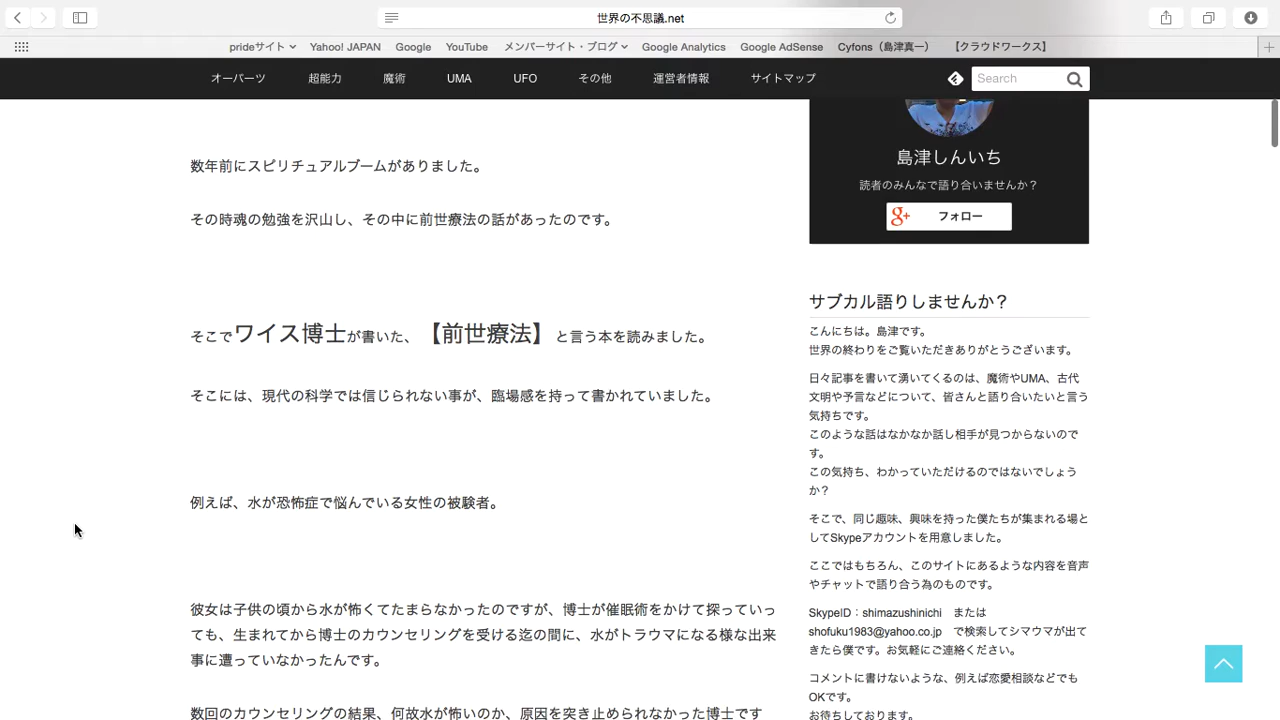 世界の不思議.net
prideサイト
Yahoo! JAPAN
Google
YouTube
メンバーサイト・ブログ
Google Analytics
Google AdSense
Cyfons（島津真一）
【クラウドワークス】
オーパーツ
超能力
魔術
UMA
UFO
その他
運営者情報
サイトマップ
Search
数年前にスピリチュアルブームがありました。
その時魂の勉強を沢山し、その中に前世療法の話があったのです。
そこでワイス博士が書いた、【前世療法】と言う本を読みました。
そこには、現代の科学では信じられない事が、臨場感を持って書かれていました。
例えば、水が恐怖症で悩んでいる女性の被験者。
彼女は子供の頃から水が怖くてたまらなかったのですが、博士が催眠術をかけて探っていっ
ても、生まれてから博士のカウンセリングを受ける迄の間に、水がトラウマになる様な出来
事に遭っていなかったんです。
数回のカウンセリングの結果、何故水が怖いのか、原因を突き止められなかった博士です
島津しんいち
読者のみんなで語り合いませんか？
g+ フォロー
サブカル語りしませんか？
こんにちは。島津です。
世界の終わりをご覧いただきありがとうございます。
日々記事を書いて湧いてくるのは、魔術やUMA、古代
文明や予言などについて、皆さんと語り合いたいと言う
気持ちです。
このような話はなかなか話し相手が見つからないので
す。
この気持ち、わかっていただけるのではないでしょう
か？
そこで、同じ趣味、興味を持った僕たちが集まれる場と
してSkypeアカウントを用意しました。
ここではもちろん、このサイトにあるような内容を音声
やチャットで語り合う為のものです。
SkypeID：shimazushinichi　または
shofuku1983@yahoo.co.jp　で検索してシマウマが出て
きたら僕です。お気軽にご連絡ください。
コメントに書けないような、例えば恋愛相談などでも
OKです。
お待ちしております。